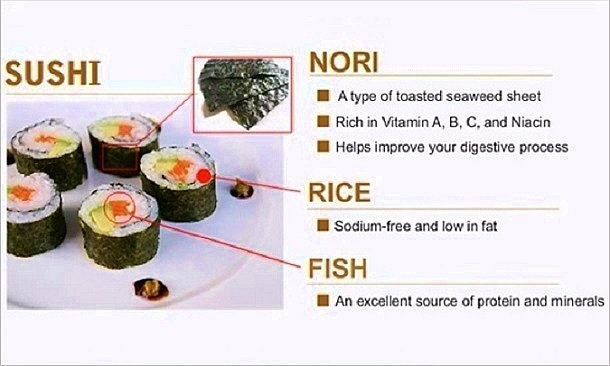 SUSHI
NORI
A type of toasted seaweed sheet
Rich in Vitamin A, B, C, and Niacin
Helps improve your digestive process
RICE
Sodium-free and low in fat
FISH
An excellent source of protein and minerals